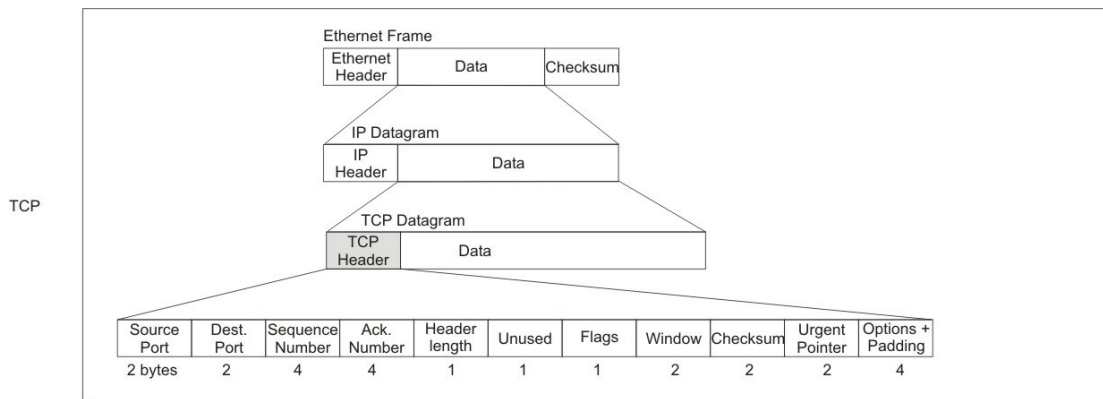 Ethernet Frame
Ethernet
Header
Data
Checksum
IP Datagram
IP
Header
Data
TCP
TCP Datagram
TCP
Header
Data
Source
Port
Dest.
Port
Sequence
Number
Ack.
Number
Header
length
Unused
Flags
Window
Checksum
Urgent
Pointer
Options +
Padding
2 bytes 2 4 4 1 1 1 2 2 2 4